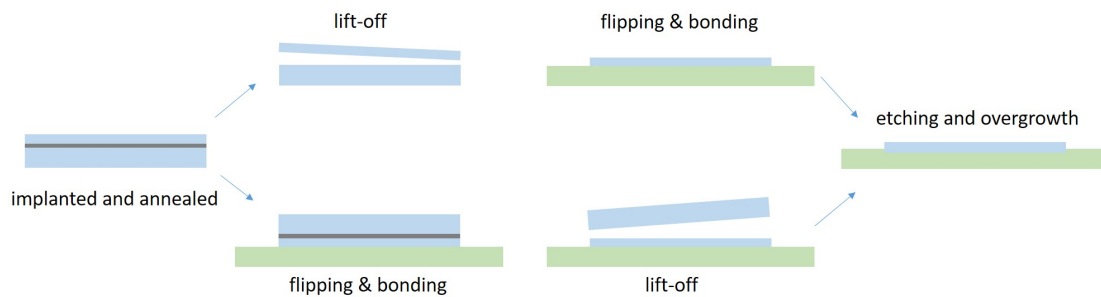 lift-off
flipping & bonding
etching and overgrowth
implanted and annealed
flipping & bonding
lift-off